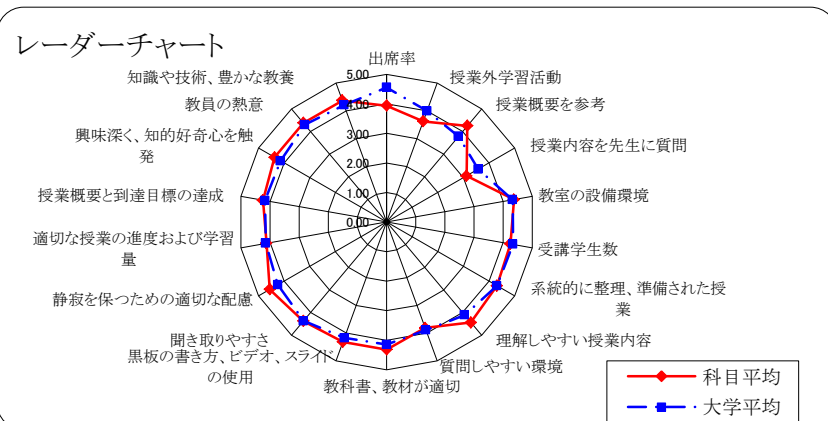 レーダーチャート
出席率
授業外学習活動
授業概要を参考
授業内容を先生に質問
教室の設備環境
受講学生数
系統的に整理、準備された授
業
理解しやすい授業内容
質問しやすい環境
教科書、教材が適切
黒板の書き方、ビデオ、スライド
の使用
聞き取りやすさ
静寂を保つための適切な配慮
適切な授業の進度および学習
量
授業概要と到達目標の達成
興味深く、知的好奇心を触
発
教員の熱意
知識や技術、豊かな教養
5.00
4.00
3.00
2.00
1.00
0.00
科目平均
大学平均